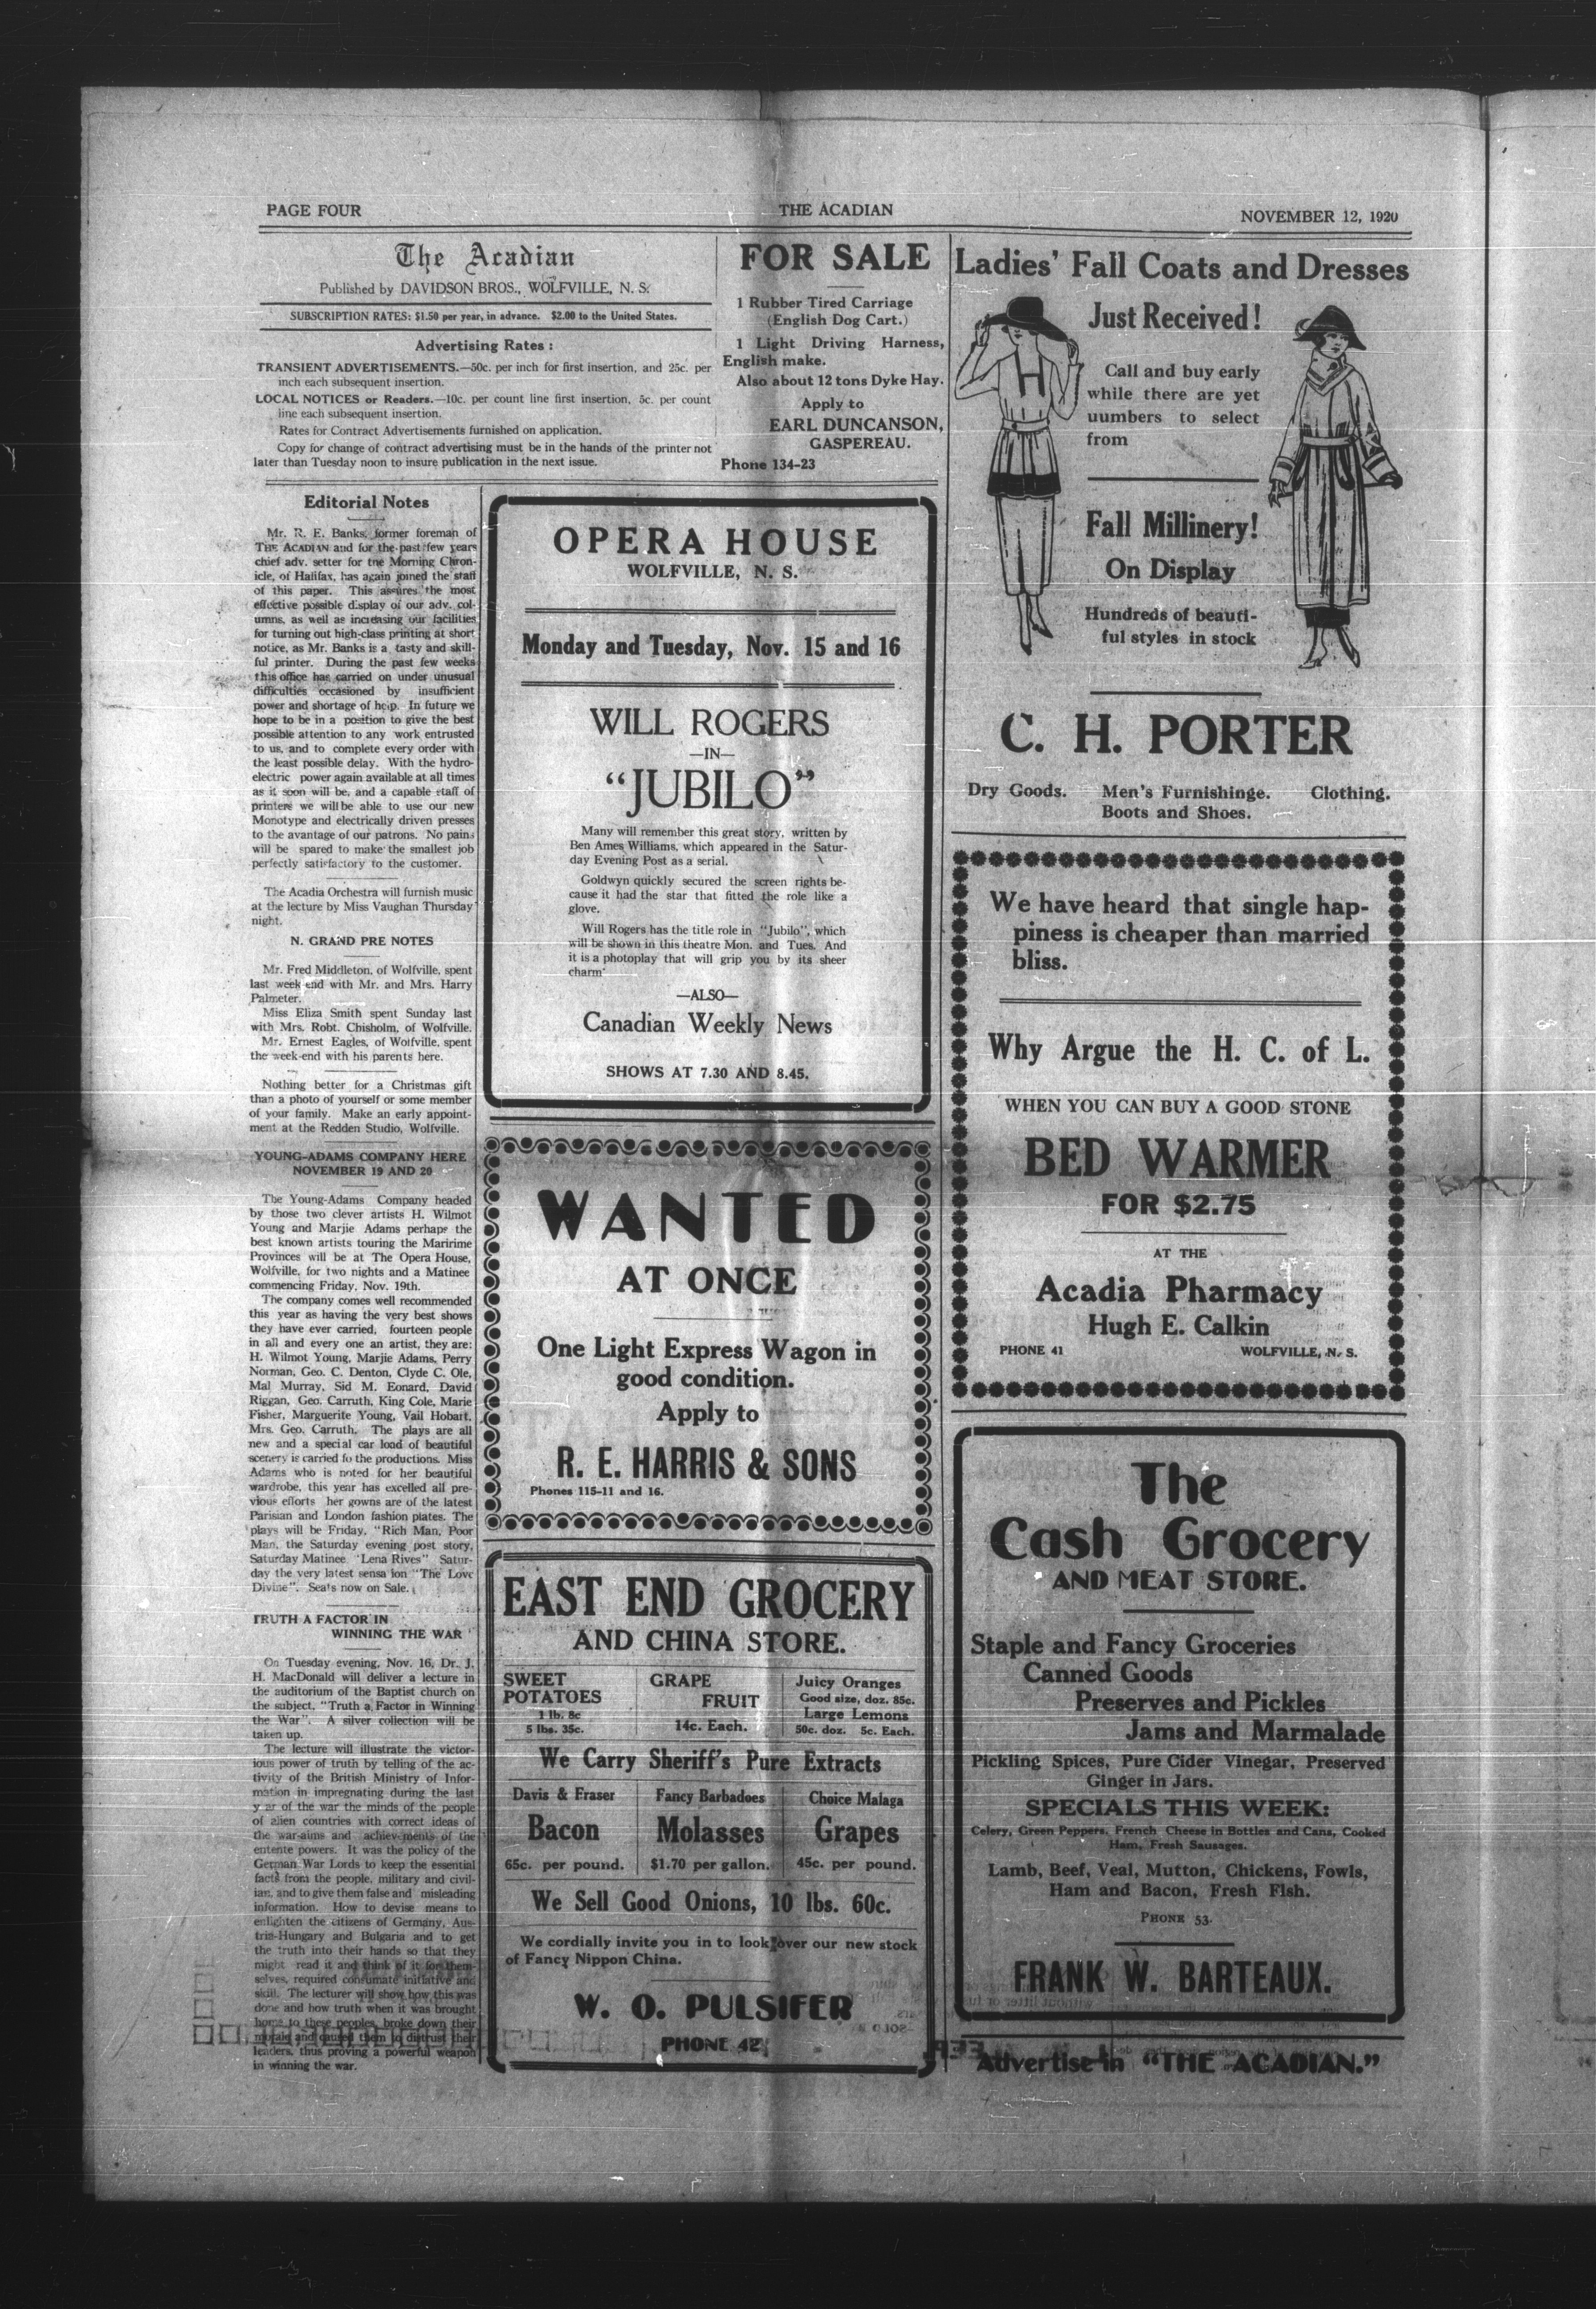 PAGE FOUR
THE ACADIAN
NOVEMBER 12, 1920
The Acadian
Published by DAVIDSON BROS., WOLFVILLE, N. S.
SUBSCRIPTION RATES: $1.50 per year, in advance. $2.00 to the United States.
Advertising Rates :
TRANSIENT ADVERTISEMENTS.—50c. per inch for first insertion, and 25c. per
inch each subsequent insertion.
LOCAL NOTICES or Readers.—10c. per count line first insertion, 5c. per count
line each subsequent insertion.
Rates for Contract Advertisements furnished on application.
Copy for change of contract advertising must be in the hands of the printer not
later than Tuesday noon to insure publication in the next issue.
Editorial Notes
Mr. R. E. Banks, former foreman of
THE ACADIAN and for the past few years
chief adv. setter for tne Morning Chron-
icle, of Halifax, has again joined the staff
of this paper. This assures the most
effective possible display of our adv. col-
umns, as well as increasing our facilities
for turning out high-class printing at short
notice, as Mr. Banks is a tasty and skill-
ful printer. During the past few weeks
this office has carried on under unusual
difficulties occasioned by insufficient
power and shortage of help. In future we
hope to be in a position to give the best
possible attention to any work entrusted
to us, and to complete every order with
the least possible delay. With the hydro-
electric power again available at all times
as it soon will be, and a capable staff of
printers we will be able to use our new
Monotype and electrically driven presses
to the avantage of our patrons. No pains
will be spared to make the smallest job
perfectly satisfactory to the customer.
The Acadia Orchestra will furnish music
at the lecture by Miss Vaughan Thursday
night.
N. GRAND PRE NOTES
Mr. Fred Middleton, of Wolfville, spent
last week end with Mr. and Mrs. Harry
Palmeter.
Miss Eliza Smith spent Sunday last
with Mrs. Robt. Chisholm, of Wolfville.
Mr. Ernest Eagles, of Wolfville, spent
the week-end with his parents here.
Nothing better for a Christmas gift
than a photo of yourself or some member
of your family. Make an early appoint-
ment at the Redden Studio, Wolfville.
YOUNG-ADAMS COMPANY HERE
NOVEMBER 19 AND 20
The Young-Adams Company headed
by those two clever artists H. Wilmot
Young and Marjie Adams perhaps the
best known artists touring the Maririme
Provinces will be at The Opera House,
Wolfville, for two nights and a Matinee
commencing Friday, Nov. 19th.
The company comes well recommended
this year as having the very best shows
they have ever carried, fourteen people
in all and every one an artist, they are:
H. Wilmot Young, Marjie Adams, Perry
Norman, Geo. C. Denton, Clyde C. Ole,
Mal Murray, Sid M. Eonard, David
Riggan, Geo. Carruth, King Cole, Marie
Fisher, Marguerite Young, Vail Hobart,
Mrs. Geo. Carruth. The plays are all
new and a special car load of beautiful
scenery is carried fo the productions. Miss
Adams who is noted for her beautiful
wardrobe, this year has excelled all pre-
vious efforts her gowns are of the latest
Parisian and London fashion plates. The
plays will be Friday, "Rich Man, Poor
Man, the Saturday evening post story,
Saturday Matinee "Lena Rives" Satur-
day the very latest sensa ion "The Love
Divine". Seats now on Sale.
TRUTH A FACTOR IN
WINNING THE WAR
On Tuesday evening, Nov. 16, Dr. J.
H. MacDonald will deliver a lecture in
the auditorium of the Baptist church on
the subject, "Truth a Factor in Winning
the War". A silver collection will be
taken up.
The lecture will illustrate the victor-
ious power of truth by telling of the ac-
tivity of the British Ministry of Infor-
mation in impregnating during the last
y ar of the war the minds of the people
of alien countries with correct ideas of
the war-aims and achievements of the
entente powers. It was the policy of the
German War Lords to keep the essential
facts from the people, military and civil-
ian, and to give them false and misleading
information. How to devise means to
enlighten the citizens of Germany, Aus-
tria-Hungary and Bulgaria and to get
the truth into their hands so that they
might read it and think of it for them-
selves, required consumate initiative and
skill. The lecturer will show how this was
done and how truth when it was brought
home to these peoples, broke down their
morale and caused them to distrust their
leaders, thus proving a powerful weapon
in winning the war.
FOR SALE
1 Rubber Tired Carriage
(English Dog Cart.)
1 Light Driving Harness,
English make.
Also about 12 tons Dyke Hay.
Apply to
EARL DUNCANSON,
GASPEREAU.
Phone 134-23
OPERA HOUSE
WOLFVILLE, N. S.
Monday and Tuesday, Nov. 15 and 16
WILL ROGERS
—IN—
"JUBILO"
Many will remember this great story, written by
Ben Ames Williams, which appeared in the Satur-
day Evening Post as a serial.
Goldwyn quickly secured the screen rights be-
cause it had the star that fitted the role like a
glove.
Will Rogers has the title role in "Jubilo", which
will be shown in this theatre Mon. and Tues. And
it is a photoplay that will grip you by its sheer
charm
—ALSO—
Canadian Weekly News
SHOWS AT 7.30 AND 8.45.
WANTED
AT ONCE
One Light Express Wagon in
good condition.
Apply to
R. E. HARRIS & SONS
Phones 115-11 and 16.
EAST END GROCERY
AND CHINA STORE.
SWEET
POTATOES
1 lb. 8c
5 lbs. 35c.
GRAPE
FRUIT
14c. Each.
Juicy Oranges
Good size, doz. 85c.
Large Lemons
50c. doz. 5c. Each.
We Carry Sheriff's Pure Extracts
Davis & Fraser
Bacon
65c. per pound.
Fancy Barbadoes
Molasses
$1.70 per gallon.
Choice Malaga
Grapes
45c. per pound.
We Sell Good Onions, 10 lbs. 60c.
We cordially invite you in to look over our new stock
of Fancy Nippon China.
W. O. PULSIFER
PHONE 42
Ladies' Fall Coats and Dresses
Just Received!
Call and buy early
while there are yet
uumbers to select
from
Fall Millinery!
On Display
Hundreds of beauti-
ful styles in stock
C. H. PORTER
Dry Goods. Men's Furnishinge. Clothing.
Boots and Shoes.
We have heard that single hap-
piness is cheaper than married
bliss.
Why Argue the H. C. of L.
WHEN YOU CAN BUY A GOOD STONE
BED WARMER
FOR $2.75
AT THE
Acadia Pharmacy
Hugh E. Calkin
PHONE 41
WOLFVILLE, N. S.
The
Cash Grocery
AND MEAT STORE.
Staple and Fancy Groceries
Canned Goods
Preserves and Pickles
Jams and Marmalade
Pickling Spices, Pure Cider Vinegar, Preserved
Ginger in Jars.
SPECIALS THIS WEEK:
Celery, Green Peppers, French Cheese in Bottles and Cans, Cooked
Ham, Fresh Sausages.
Lamb, Beef, Veal, Mutton, Chickens, Fowls,
Ham and Bacon, Fresh Fish.
PHONE 53.
FRANK W. BARTEAUX.
Advertise in "THE ACADIAN."